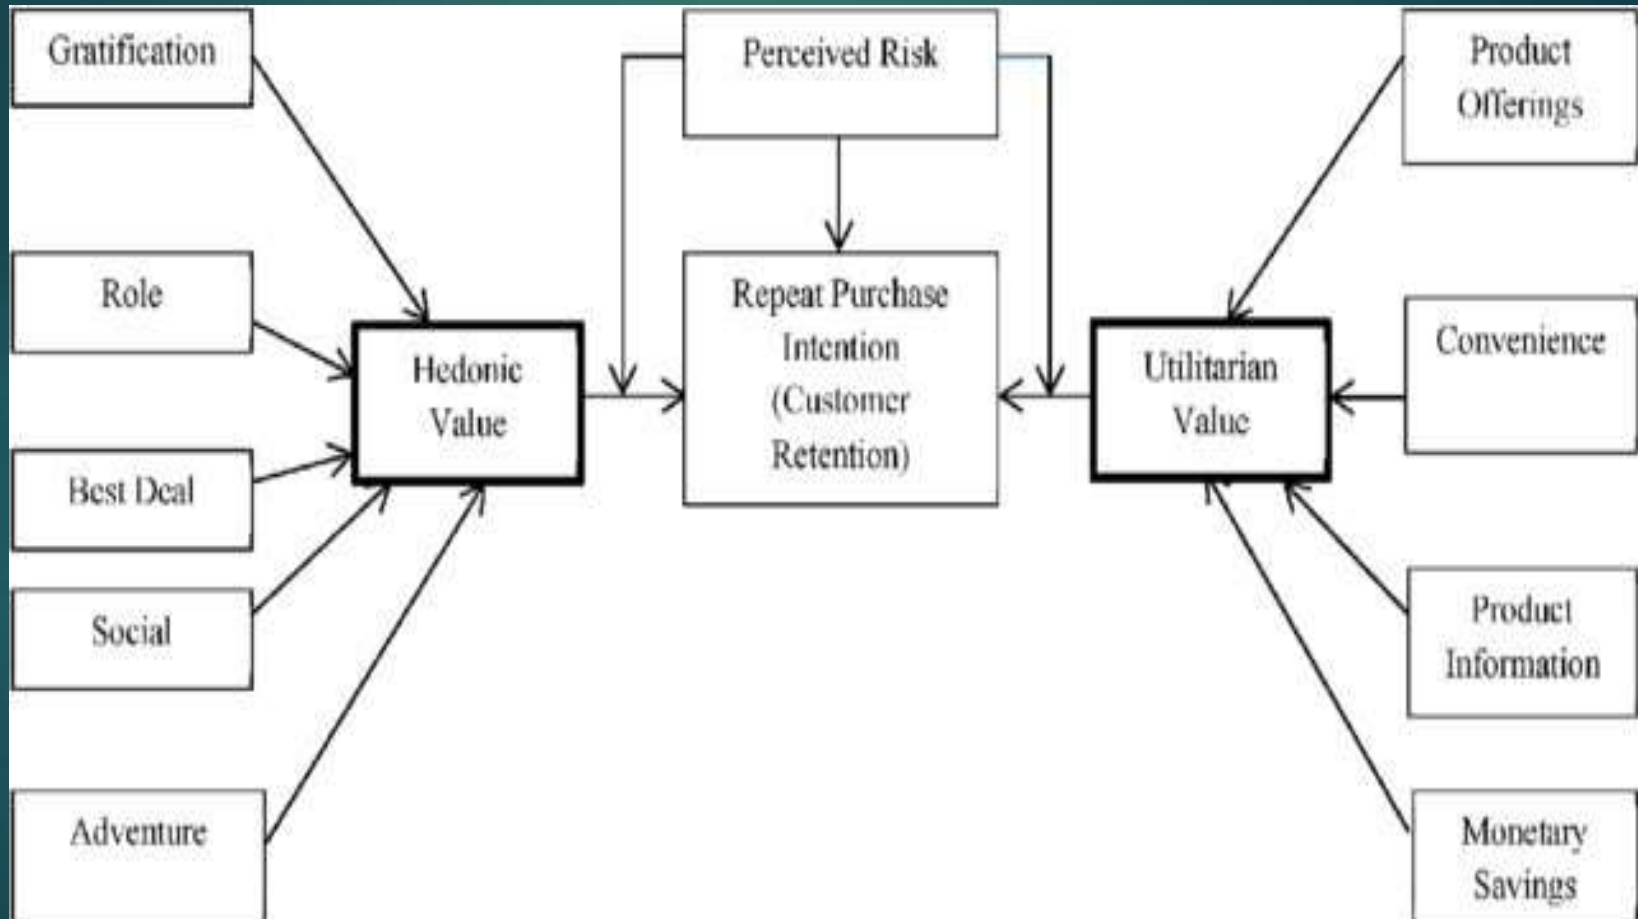 Gratification
Perceived Risk
Product
Offerings
Role
Repeat Purchase
Intention
(Customer
Retention)
Hedonic
Value
Utilitarian
Value
Convenience
Best Deal
Social
Product
Information
Adventure
Monetary
Savings